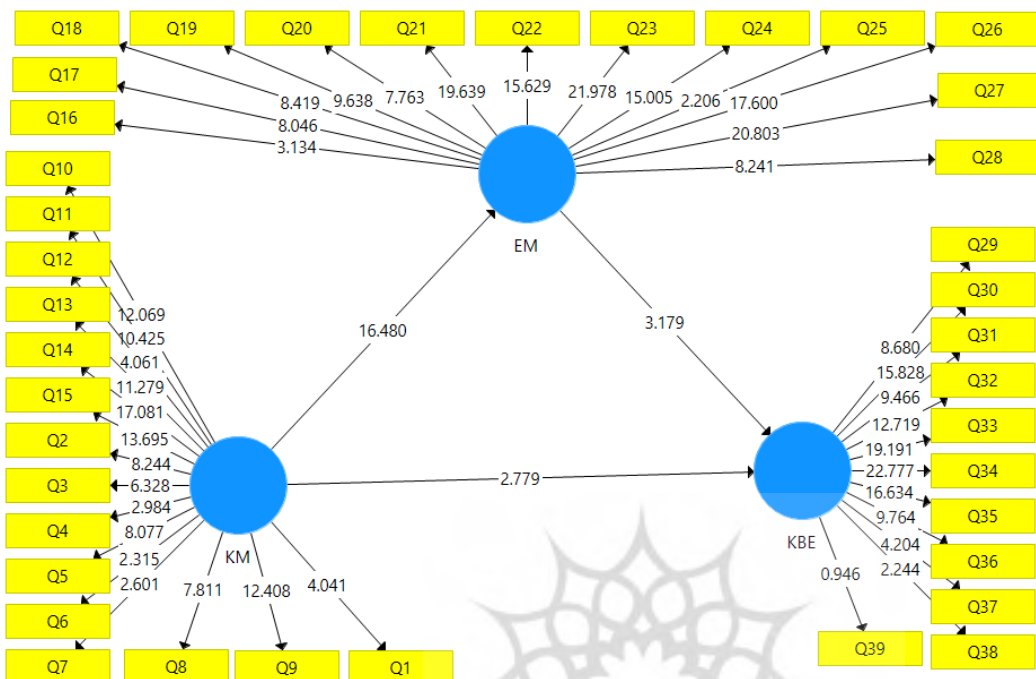 Q18 Q19 Q20 Q21 Q22 Q23 Q24 Q25 Q26
Q17
Q16
Q27
Q28
8.419 9.638 7.763 19.639 15.629 21.978 15.005 2.206 17.600
8.046
3.134
20.803
8.241
EM
Q10
Q11
Q12
Q13
Q14
Q15
Q2
Q3
Q4
Q5
Q6
Q7
Q8
Q9
Q1
12.069
10.425
4.061
11.279
17.081
13.695
8.244
6.328
2.984
8.077
2.315
2.601
7.811
12.408
4.041
KM
16.480
3.179
2.779
Q29
Q30
Q31
Q32
Q33
Q34
Q35
Q36
Q37
Q38
Q39
8.680
15.828
9.466
12.719
19.191
22.777
16.634
9.764
4.204
2.244
0.946
KBE